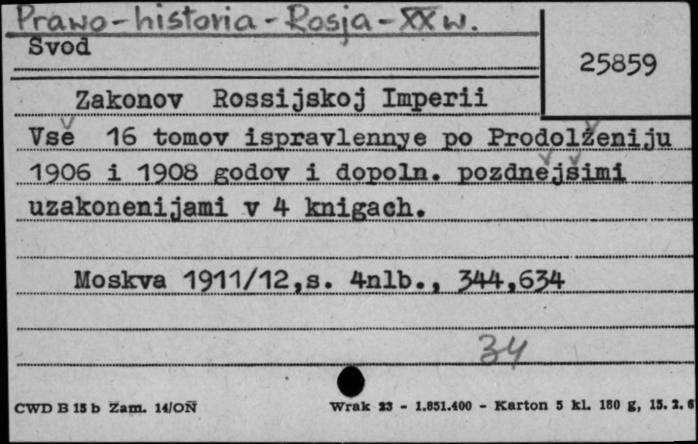 Prawo-historia-Rosja-XX w.
Svod
25859
Zakonov Rossijskoj Imperii
Vsě 16 tomov ispravlennye po Prodolženiju
1906 i 1908 godov i dopoln. pozdnějšimi
uzakonenijami v 4 knigach.
Moskva 1911/12,s. 4nlb., 344,634
34
CWD B 15 b Zam. 14/OŃ
Wrak 23 - 1.851.400 - Karton 5 kl. 180 g, 15. 2. 6